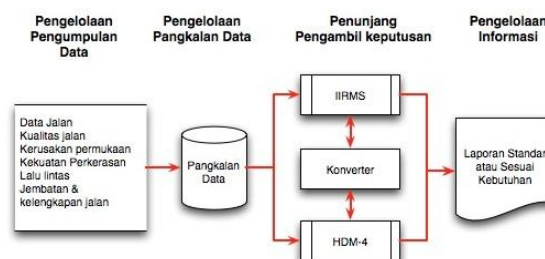 Pengelolaan
Pengumpulan
Data
Pengelolaan
Pangkalan Data
Penunjang
Pengambil keputusan
Pengelolaan
Informasi
Data Jalan
Kualitas jalan
Kerusakan permukaan
Kekuatan Perkerasan
Lalu lintas
Jembatan &
kelengkapan jalan
Pangkalan
Data
IIRMS
Konverter
HDM-4
Laporan Standar
atau Sesuai
Kebutuhan